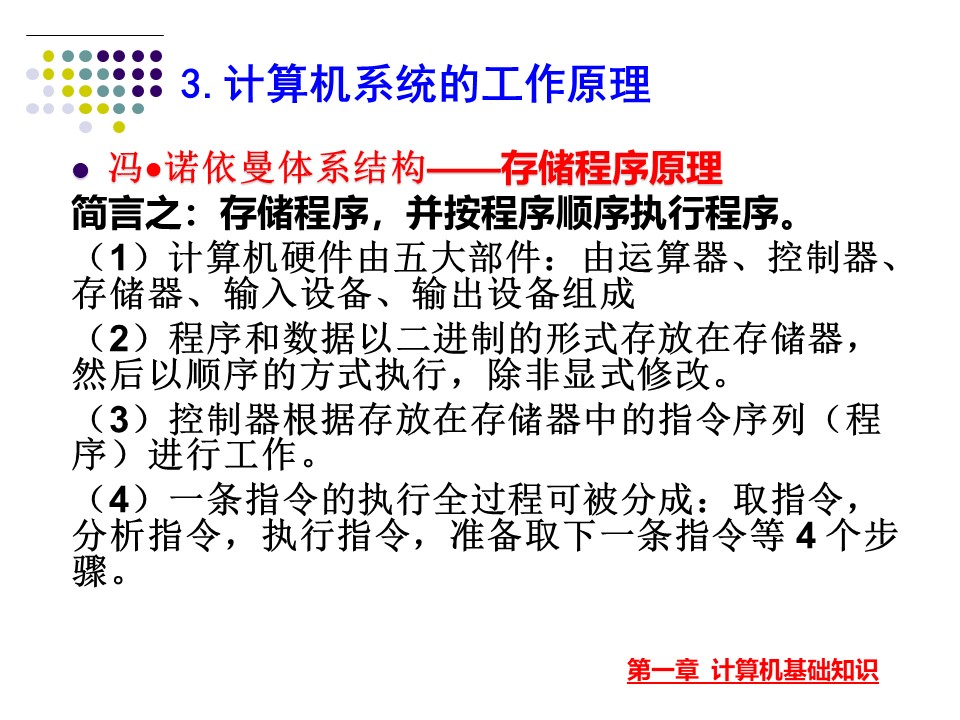 3.计算机系统的工作原理
冯•诺依曼体系结构——存储程序原理
简言之：存储程序，并按程序顺序执行程序。
（1）计算机硬件由五大部件：由运算器、控制器、
存储器、输入设备、输出设备组成
（2）程序和数据以二进制的形式存放在存储器，
然后以顺序的方式执行，除非显式修改。
（3）控制器根据存放在存储器中的指令序列（程
序）进行工作。
（4）一条指令的执行全过程可被分成：取指令，
分析指令，执行指令，准备取下一条指令等 4 个步
骤。
第一章 计算机基础知识